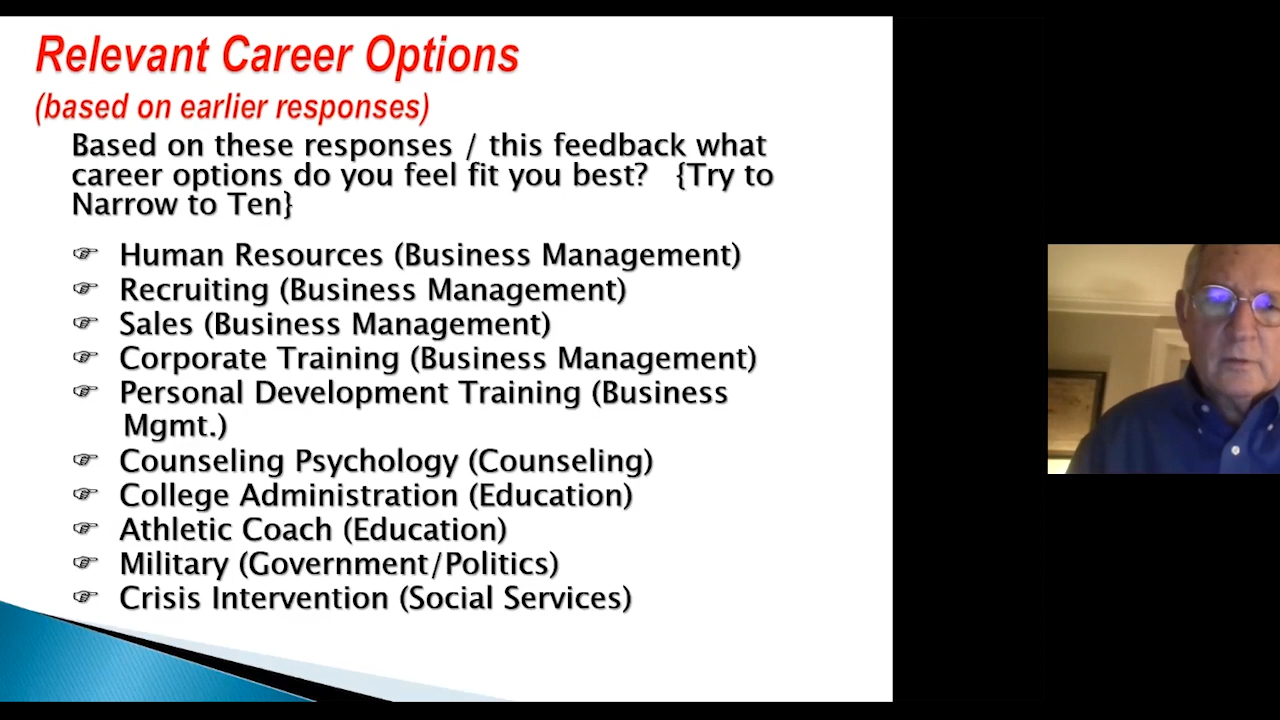 Relevant Career Options
(based on earlier responses)
Based on these responses / this feedback what
career options do you feel fit you best? {Try to
Narrow to Ten}
☞ Human Resources (Business Management)
☞ Recruiting (Business Management)
☞ Sales (Business Management)
☞ Corporate Training (Business Management)
☞ Personal Development Training (Business
Mgmt.)
☞ Counseling Psychology (Counseling)
☞ College Administration (Education)
☞ Athletic Coach (Education)
☞ Military (Government/Politics)
☞ Crisis Intervention (Social Services)